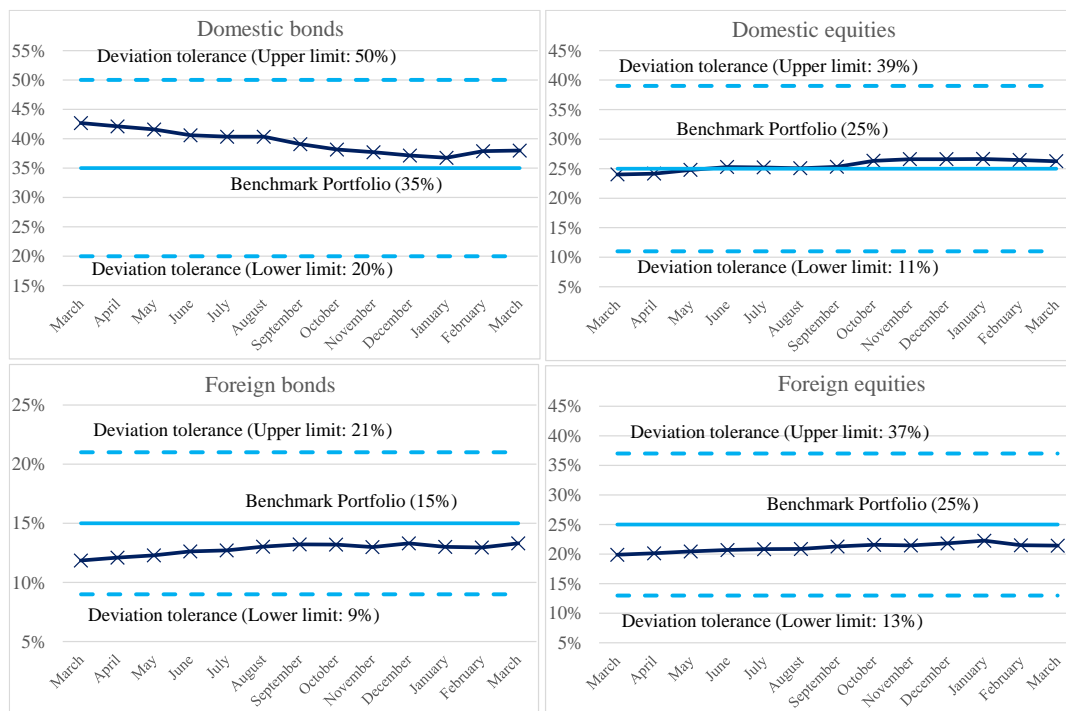 Domestic bonds
55%
Deviation tolerance (Upper limit: 50%)
50%
45%
40%
35%
Benchmark Portfolio (35%)
30%
25%
20%
Deviation tolerance (Lower limit: 20%)
15%
March April May June July August September October November December January February March
Domestic equities
45%
Deviation tolerance (Upper limit: 39%)
40%
35%
30%
Benchmark Portfolio (25%)
25%
20%
15%
10%
Deviation tolerance (Lower limit: 11%)
5%
March April May June July August September October November December January February March
Foreign bonds
25%
Deviation tolerance (Upper limit: 21%)
20%
Benchmark Portfolio (15%)
15%
10%
Deviation tolerance (Lower limit: 9%)
5%
March April May June July August September October November December January February March
Foreign equities
45%
Deviation tolerance (Upper limit: 37%)
40%
35%
30%
Benchmark Portfolio (25%)
25%
20%
15%
10%
Deviation tolerance (Lower limit: 13%)
5%
March April May June July August September October November December January February March